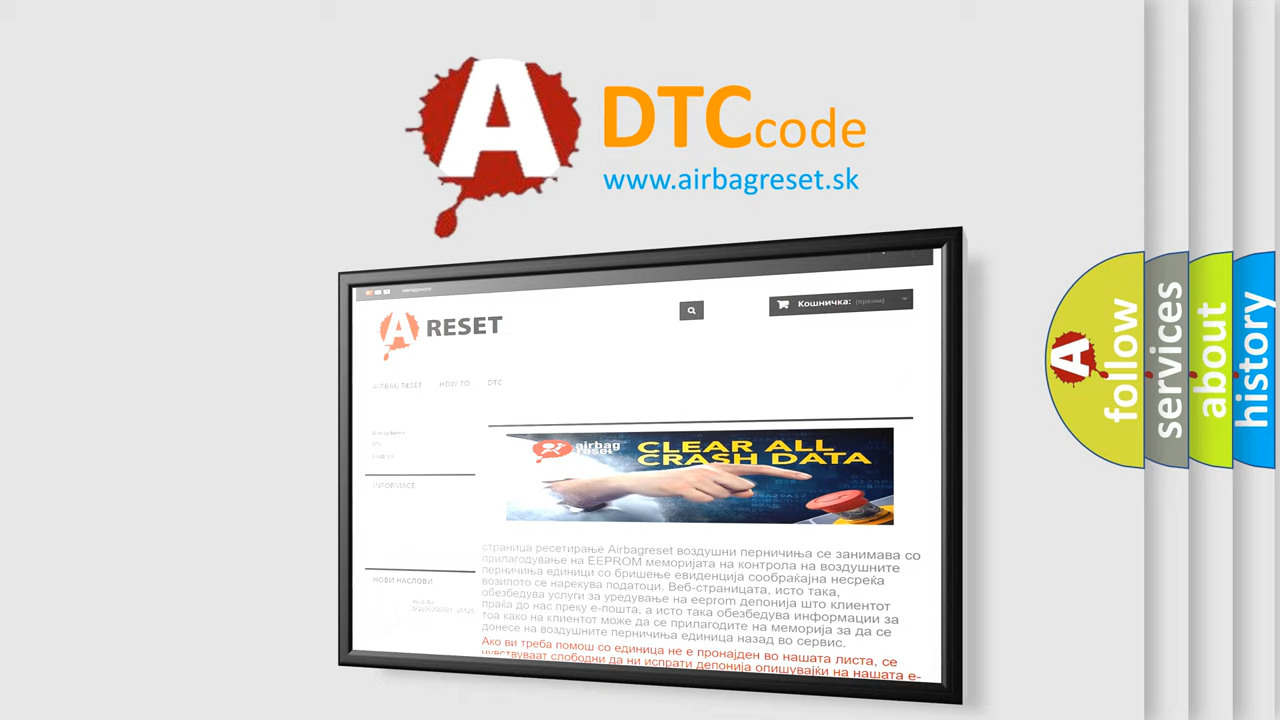 A
DTC code
www.airbagreset.sk
Кошничка: (празна)
A RESET
AIRBAG RESET HOW TO DTC
airbag
reset
CLEAR ALL
CRASH DATA
INFORMACE
НОВИ НАСЛОВИ
страница ресетирање Airbagreset воздушни перничиња се занимава со
прилагодување на EEPROM меморијата на контрола на воздушните
перничиња единици со бришење евиденција сообраќајна несреќа
возилото се нарекува податоци. Веб-страницата, исто така,
обезбедува услуги за уредување на eeprom депонија што клиентот
праќа до нас преку е-пошта, а исто така обезбедува информации за
тоа како на клиентот може да се прилагодите на меморија за да се
донесе на воздушните перничиња единица назад во сервис.
Ако ви треба помош со единица не е пронајден во нашата листа, се
чувствуваат слободни да ни испрати депонија опишувајќи на нашата е-
A
follow
services
about
history